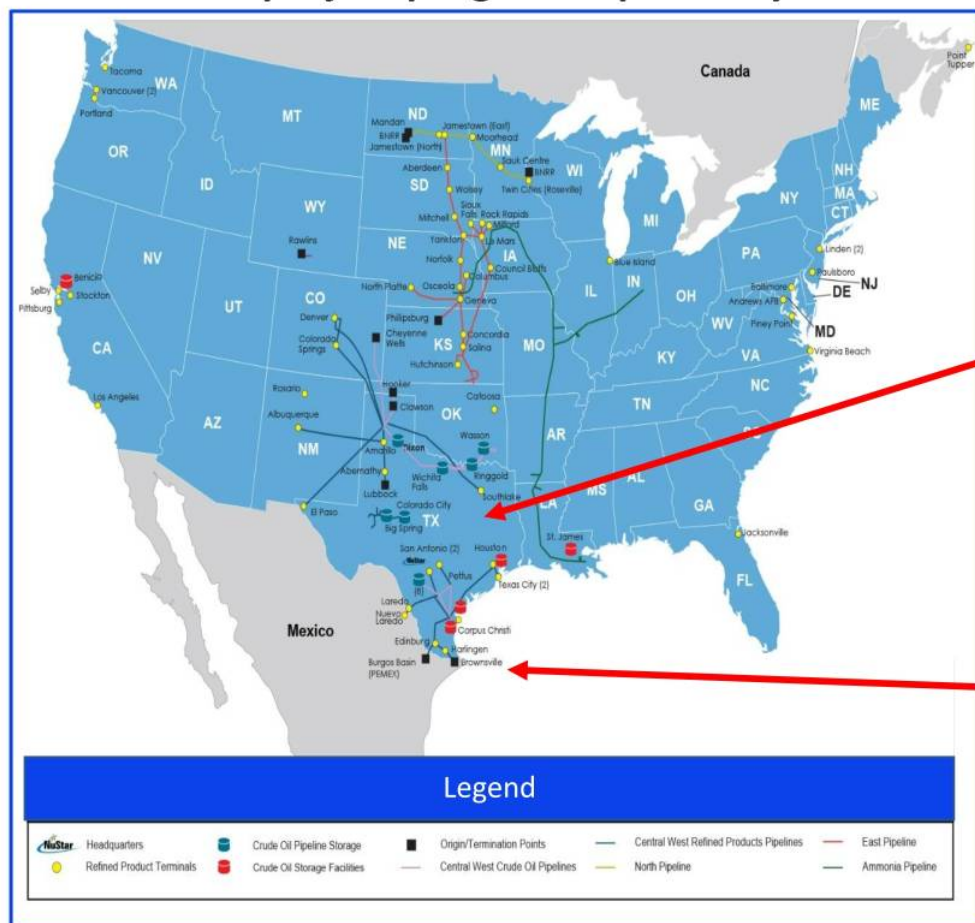 Canada
Point
Tupper
Tacoma
WA
Vancouver (2)
Portland
MT
ND
Mandan
BNRR
Jamestown (North)
Jamestown (East)
Moorhead
MN
Sauk Centre
BNRR
Twin Cities (Roseville)
WI
ME
OR
ID
Aberdeen
SD
Wolsey
NH
MA
CT
NY
MI
WY
Sioux
Falls
Rock Rapids
Milford
Mitchell
Yankton
Le Mars
Rawlins
NE
IA
PA
Linden (2)
NV
Norfolk
Council Bluffs
Columbus
Blue Island
Paulsboro
NJ
Benicia
Selby
Stockton
Pittsburg
UT
CO
North Platte
Osceola
Geneva
IL
IN
OH
Baltimore
DE
Andrews AFB
MD
Denver
Cheyenne
Wells
Philipsburg
WV
Piney Point
CA
Colorado
Springs
KS
Concordia
Salina
MO
KY
VA
Virginia Beach
Hutchinson
Los Angeles
Rosario
Hooker
NC
Albuquerque
Clawson
OK
Catoosa
TN
AZ
NM
Amarillo
Dixon
Wasson
AR
SC
Abernathy
Wichita
Falls
Ringgold
MS
AL
GA
Lubbock
Southlake
LA
Colorado City
El Paso
TX
Big Spring
St. James
Jacksonville
San Antonio (2)
Houston
NuStar
Pettus
Texas City (2)
FL
(8)
Laredo
Nuevo
Laredo
Mexico
Corpus Christi
Edinburg
Harlingen
Burgos Basin
(PEMEX)
Brownsville
Legend
NuStar Headquarters
Crude Oil Pipeline Storage
Origin/Termination Points
Central West Refined Products Pipelines
East Pipeline
Refined Product Terminals
Crude Oil Storage Facilities
Central West Crude Oil Pipelines
North Pipeline
Ammonia Pipeline